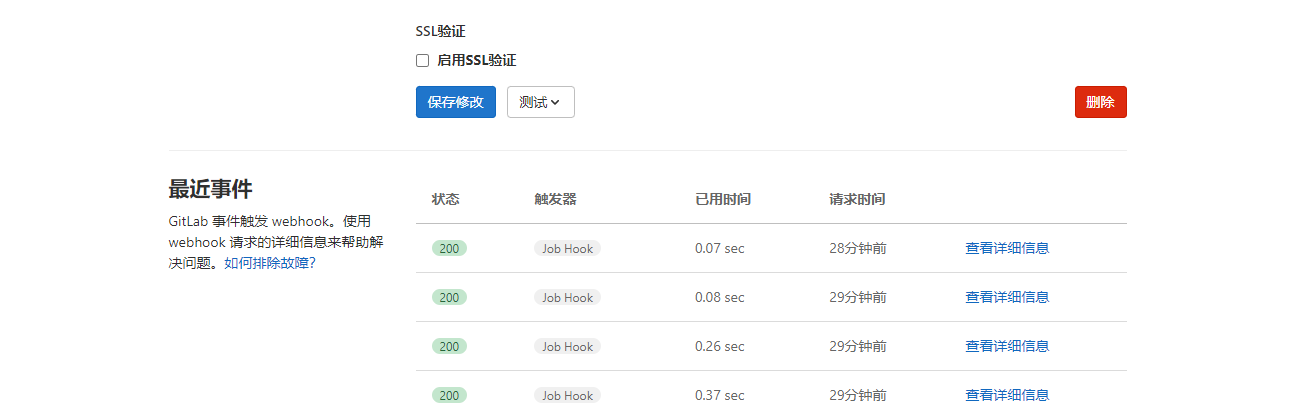 SSL验证
启用SSL验证
保存修改 测试 删除
最近事件
GitLab 事件触发 webhook。使用
webhook 请求的详细信息来帮助解
决问题。如何排除故障？
状态 触发器 已用时间 请求时间
200 Job Hook 0.07 sec 28分钟前 查看详细信息
200 Job Hook 0.08 sec 29分钟前 查看详细信息
200 Job Hook 0.26 sec 29分钟前 查看详细信息
200 Job Hook 0.37 sec 29分钟前 查看详细信息